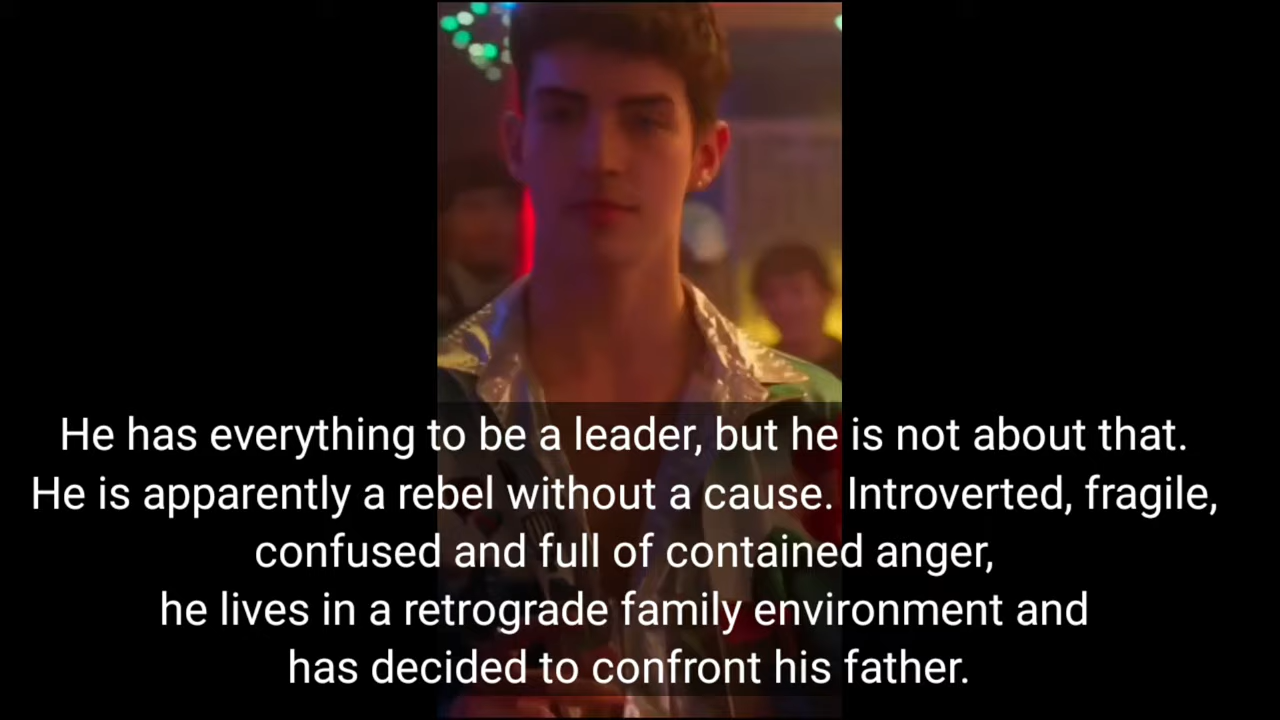 He has everything to be a leader, but he is not about that.
He is apparently a rebel without a cause. Introverted, fragile,
confused and full of contained anger,
he lives in a retrograde family environment and
has decided to confront his father.